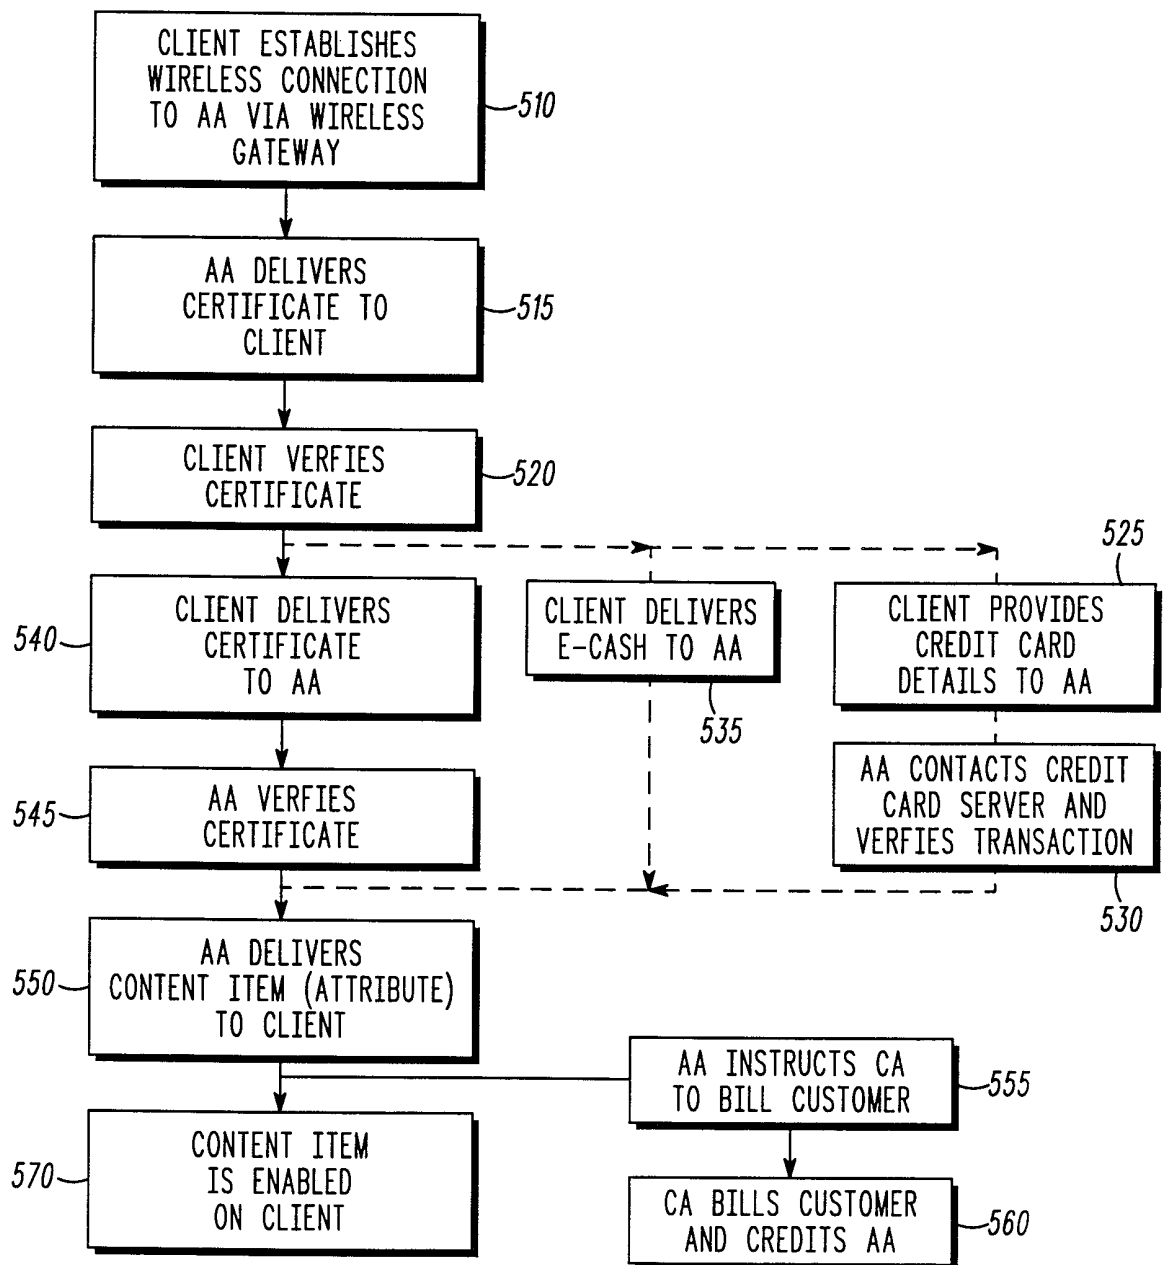 CLIENT ESTABLISHES
WIRELESS CONNECTION
TO AA VIA WIRELESS
GATEWAY
510
AA DELIVERS
CERTIFICATE TO
CLIENT
515
CLIENT VERFIES
CERTIFICATE
520
525
540
CLIENT DELIVERS
CERTIFICATE
TO AA
CLIENT DELIVERS
E-CASH TO AA
535
CLIENT PROVIDES
CREDIT CARD
DETAILS TO AA
545
AA VERFIES
CERTIFICATE
AA CONTACTS CREDIT
CARD SERVER AND
VERFIES TRANSACTION
530
550
AA DELIVERS
CONTENT ITEM (ATTRIBUTE)
TO CLIENT
AA INSTRUCTS CA
TO BILL CUSTOMER
555
570
CONTENT ITEM
IS ENABLED
ON CLIENT
CA BILLS CUSTOMER
AND CREDITS AA
560